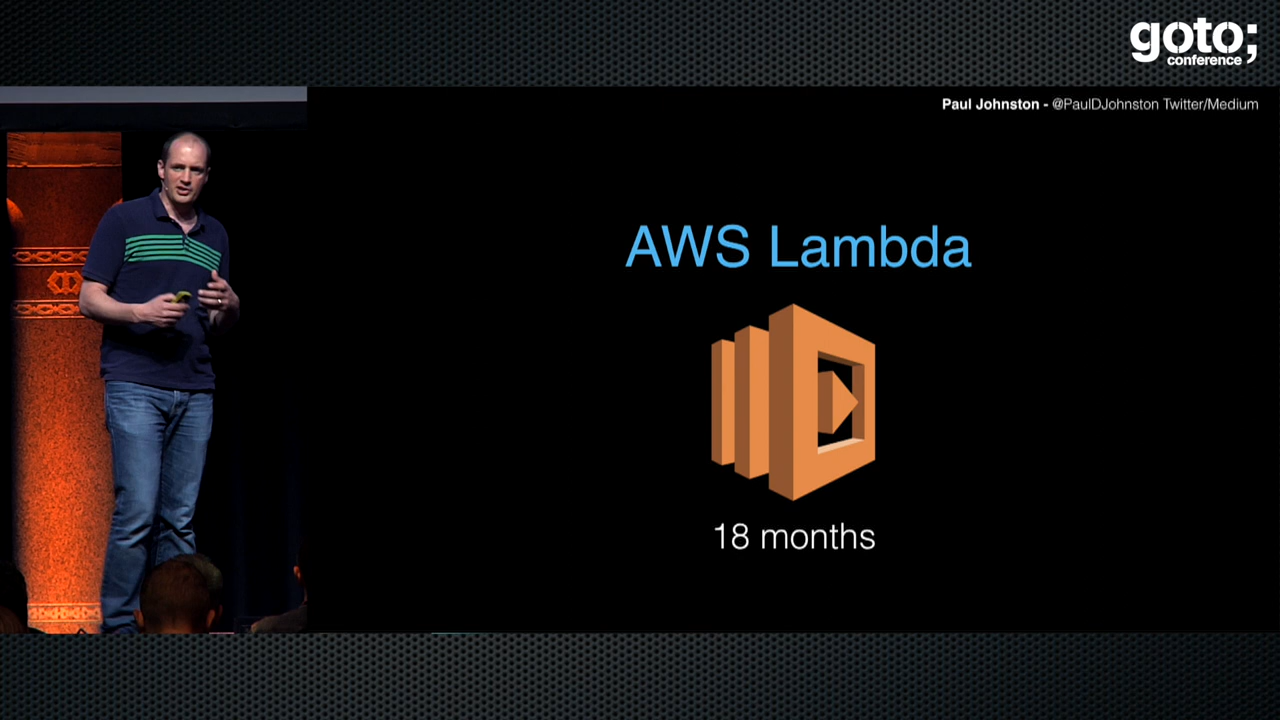 goto;
conference
Paul Johnston - @PaulDJohnston Twitter/Medium
AWS Lambda
18 months